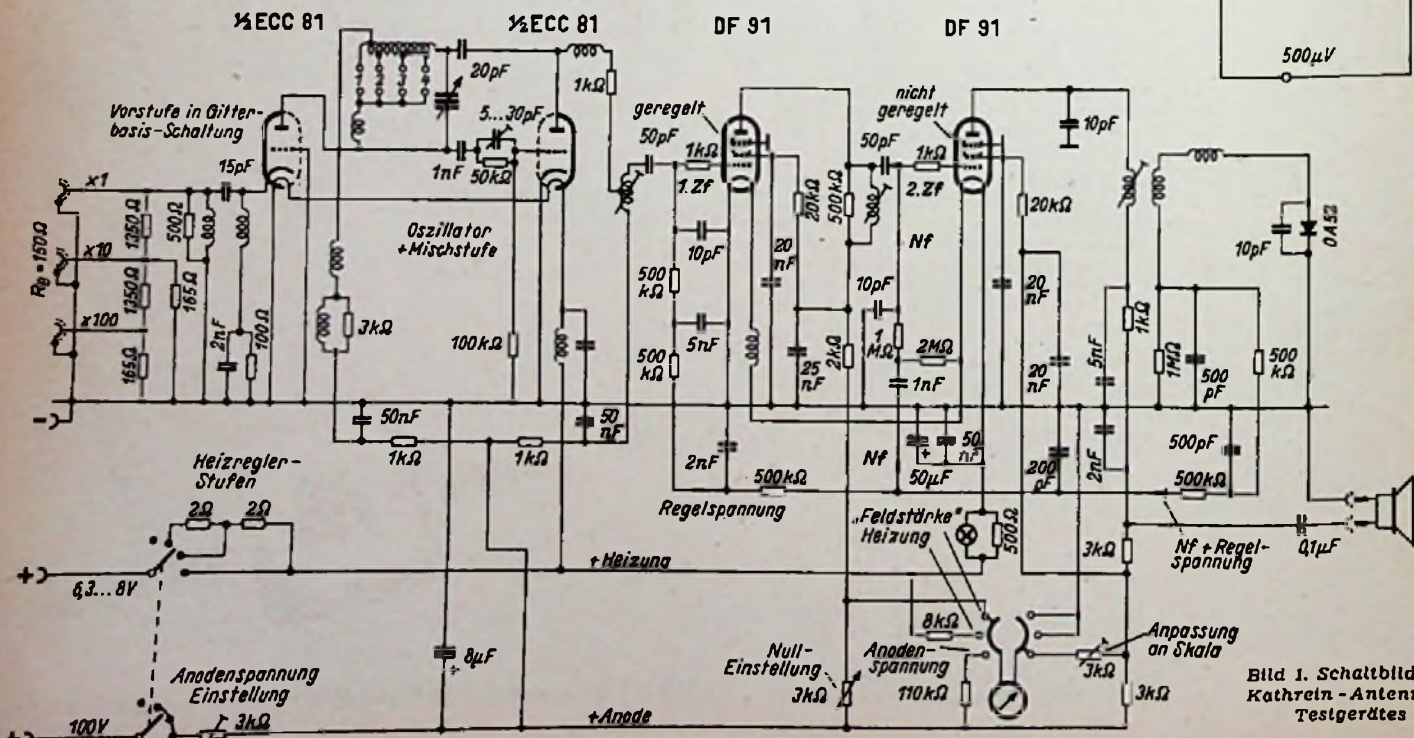 ½ECC 81
½ECC 81
DF 91
DF 91
500µV
20pF
1kΩ
Vorstufe in Gitter-
basis-Schaltung
5...30pF
geregelt
50pF
1kΩ
1.Zf
nicht
geregelt
50pF
1kΩ
2.Zf
10pF
15pF
1nF
50kΩ
x1
x10
x100
1350Ω
1350Ω
165Ω
165Ω
500Ω
2nF
100Ω
3kΩ
Oszillator
+Mischstufe
100kΩ
10pF
500
kΩ
5nF
500
kΩ
20
nF
20kΩ
500kΩ
Nf
10pF
1
MΩ
2MΩ
1nF
2kΩ
25
nF
20kΩ
20
nF
20
nF
10pF
0A52
1kΩ
5nF
1MΩ
500
pF
500
kΩ
50nF
1kΩ
1kΩ
50
nF
2nF
500kΩ
Regelspannung
Nf
50µF
50
nF
200
pF
2nF
500pF
500kΩ
Heizregler-
Stufen
2Ω
2Ω
„Feldstärke"
Heizung
500Ω
3kΩ
Nf + Regel-
spannung
0,1µF
6,3...8V
+Heizung
8kΩ
Anpassung
an Skala
3kΩ
8µF
Null-
Einstellung
3kΩ
Anoden-
spannung
110kΩ
3kΩ
Anodenspannung
Einstellung
100V
3kΩ
+Anode
Bild 1. Schaltbild
Kathrein-Antenn
Testgerätes